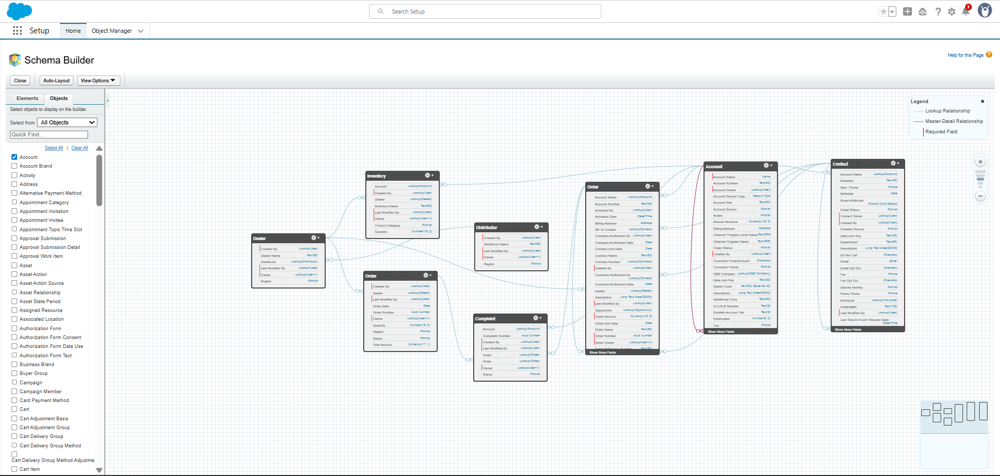 Search Setup
3
Setup
Home
Object Manager
Schema Builder
Help for this Page ?
Close
Auto-Layout
View Options
Elements
Objects
Select objects to display on the builder.
Select from All Objects
Quick Find...
Select All | Clear All
Account
Account Brand
Activity
Address
Alternative Payment Method
Appointment Category
Appointment Invitation
Appointment Invitee
Appointment Topic Time Slot
Approval Submission
Approval Submission Detail
Approval Work Item
Asset
Asset Action
Asset Action Source
Asset Relationship
Asset State Period
Assigned Resource
Associated Location
Authorization Form
Authorization Form Consent
Authorization Form Data Use
Authorization Form Text
Business Brand
Buyer Group
Campaign
Campaign Member
Card Payment Method
Cart
Cart Adjustment Basis
Cart Adjustment Group
Cart Delivery Group
Cart Delivery Group Method
Cart Delivery Group Method Adjustme
Cart Item
Dealer
Created By Lookup(User)
Dealer Name Text(80)
Distributor Lookup(Distributor)
Last Modified By Lookup(User)
Owner Lookup(User+1)
Region Picklist
Inventory
Account Lookup(Account)
Created By Lookup(User)
Dealer Lookup(Dealer)
Inventory Name Text(80)
Last Modified By Lookup(User)
Owner Lookup(User+1)
Product Category Picklist
Quantity Number(18, 0)
Order
Created By Lookup(User)
Dealer Lookup(Dealer)
Last Modified By Lookup(User)
Order Date Date
Order Number Auto Number
Owner Lookup(User+1)
Quantity Number(18, 0)
Region Picklist
Status Picklist
Total Amount Currency(17, 1)
Distributor
Created By Lookup(User)
Distributor Name Text(80)
Last Modified By Lookup(User)
Owner Lookup(User+1)
Region Picklist
Complaint
Account Lookup(Account)
Complaint Number Auto Number
Created By Lookup(User)
Last Modified By Lookup(User)
Order Lookup(Order)
Order Lookup(Order)
Owner Lookup(User+1)
Status Picklist
Order
Account Name Lookup(Account)
Account Number Text(40)
Activated By Lookup(User)
Activated Date Date/Time
Billing Address Address
Bill To Contact Lookup(Contact)
Company Authorized By Lookup(User)
Company Authorized Date Date
Contract End Date Date
Contract Name Text(80)
Contract Number Lookup(Contract)
Created By Lookup(User)
Customer Authorized By
Lookup(Contact)
Customer Authorized Date Date
Dealer Lookup(Dealer)
Description Long Text Area(32000)
Last Modified By Lookup(User)
Opportunity Lookup(Opportunity)
Order Amount Currency(16, 2)
Order End Date Date
Order Name Text(80)
Order Number Auto Number
Order Owner Lookup(User+1)
Order Reference Number Text(80)
Show More Fields
Account
Account Name Name
Account Number Text(40)
Account Owner Lookup(User)
Account Record Type Record Type
Account Site Text(80)
Account Source Picklist
Active Picklist
Annual Revenue Currency(18, 0)
Billing Address Address
Channel Program Level Name Text(255)
Channel Program Name Text(255)
Clean Status Picklist
Created By Lookup(User)
Customer Portal Account Checkbox
Customer Priority Picklist
D&B Company Lookup(D&B Company)
Data.com Key Text(20)
Dealer Code Text(50) (External ID)
Description Long Text Area(32000)
Distributor Code Text(50)
D-U-N-S Number Text(9)
Einstein Account Tier Text(2)
Employees Number(8, 0)
Fax Phone
Show More Fields
Contact
Account Name Lookup(Account)
Assistant Text(40)
Asst. Phone Phone
Birthdate Date
Buyer Attributes
Picklist (Multi-Select)
Clean Status Picklist
Contact Owner Lookup(User)
Created By Lookup(User)
Creation Source Picklist
Data.com Key Text(20)
Department Text(80)
Description Long Text Area(32000)
Do Not Call Checkbox
Email Email
Email Opt Out Checkbox
Fax Phone
Fax Opt Out Checkbox
Gender Identity Picklist
Home Phone Phone
Individual Lookup(Individual)
Languages Text(100)
Last Modified By Lookup(User)
Last Stay-in-Touch Request Date
Date/Time
Show More Fields
Legend
Lookup Relationship
Master-Detail Relationship
Required Field